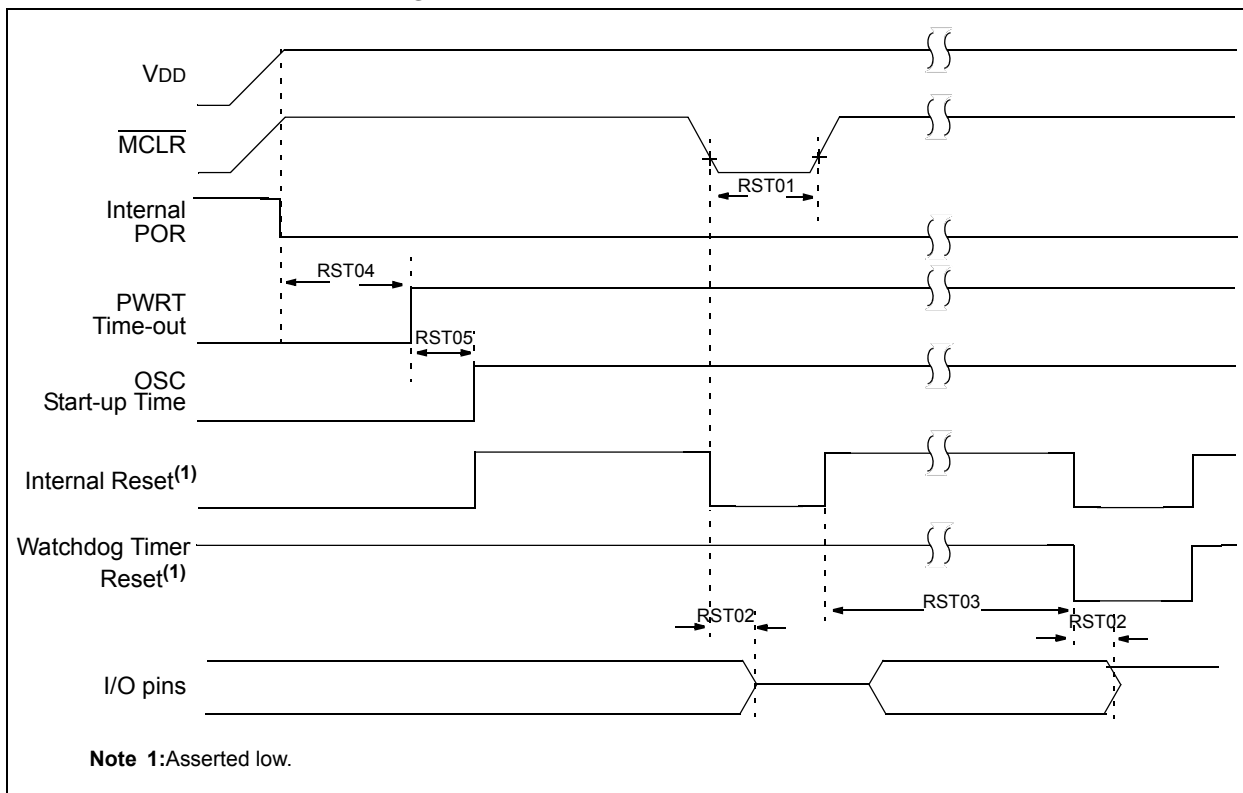 VDD
MCLR
RST01
Internal
POR
RST04
PWRT
Time-out
RST05
OSC
Start-up Time
Internal Reset(1)
Watchdog Timer
Reset(1)
RST03
RST02
RST02
I/O pins
Note 1:Asserted low.